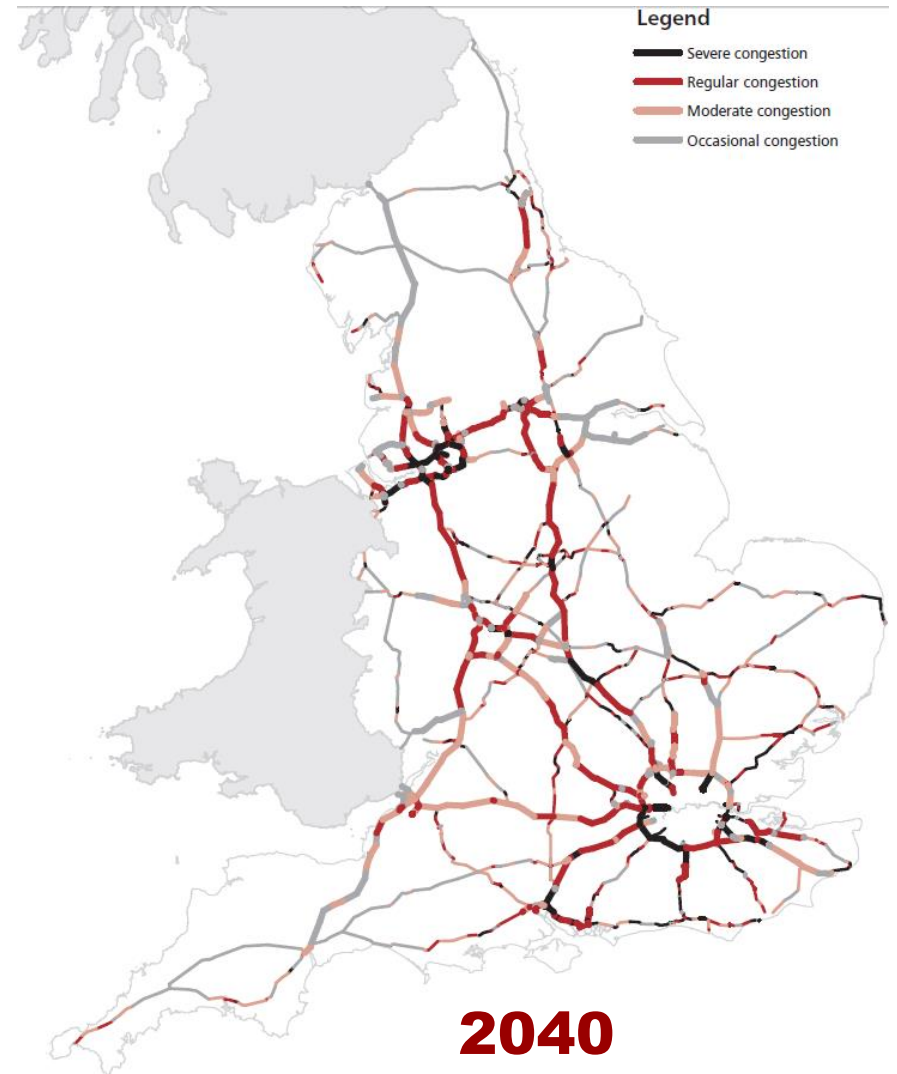 Legend
Severe congestion
Regular congestion
Moderate congestion
Occasional congestion
2040